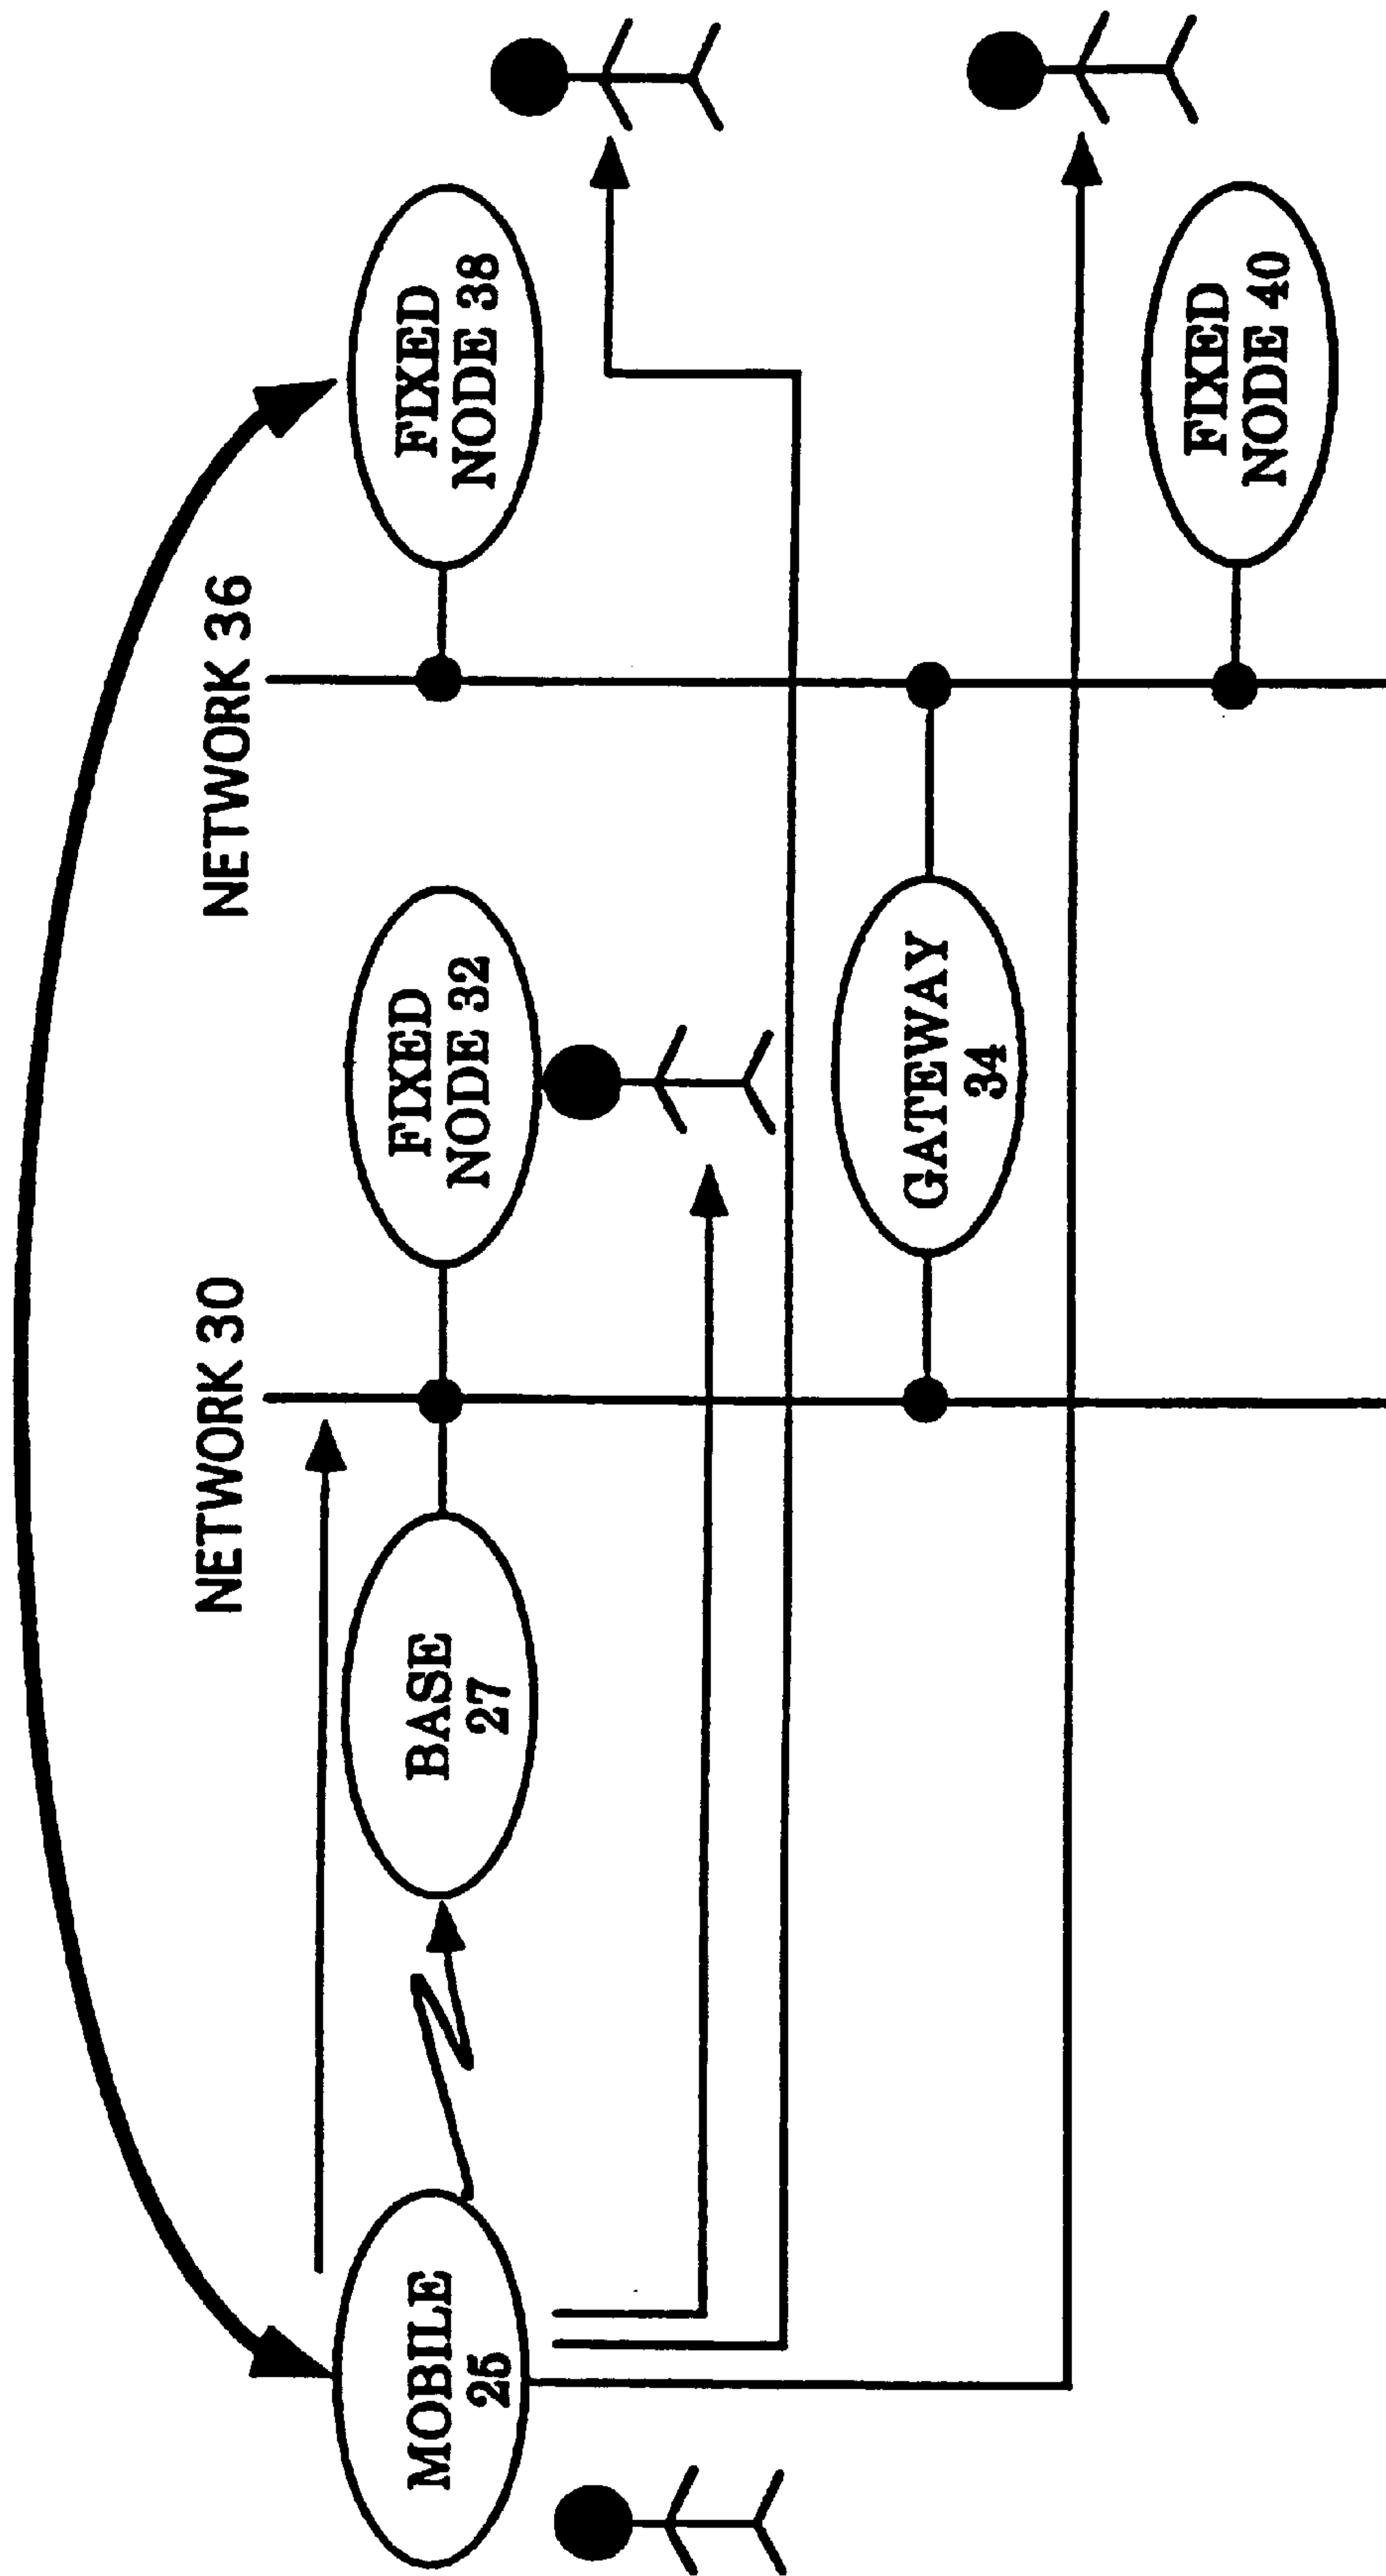 NETWORK 30
NETWORK 36
MOBILE
25
BASE
27
FIXED
NODE 32
FIXED
NODE 38
GATEWAY
34
FIXED
NODE 40